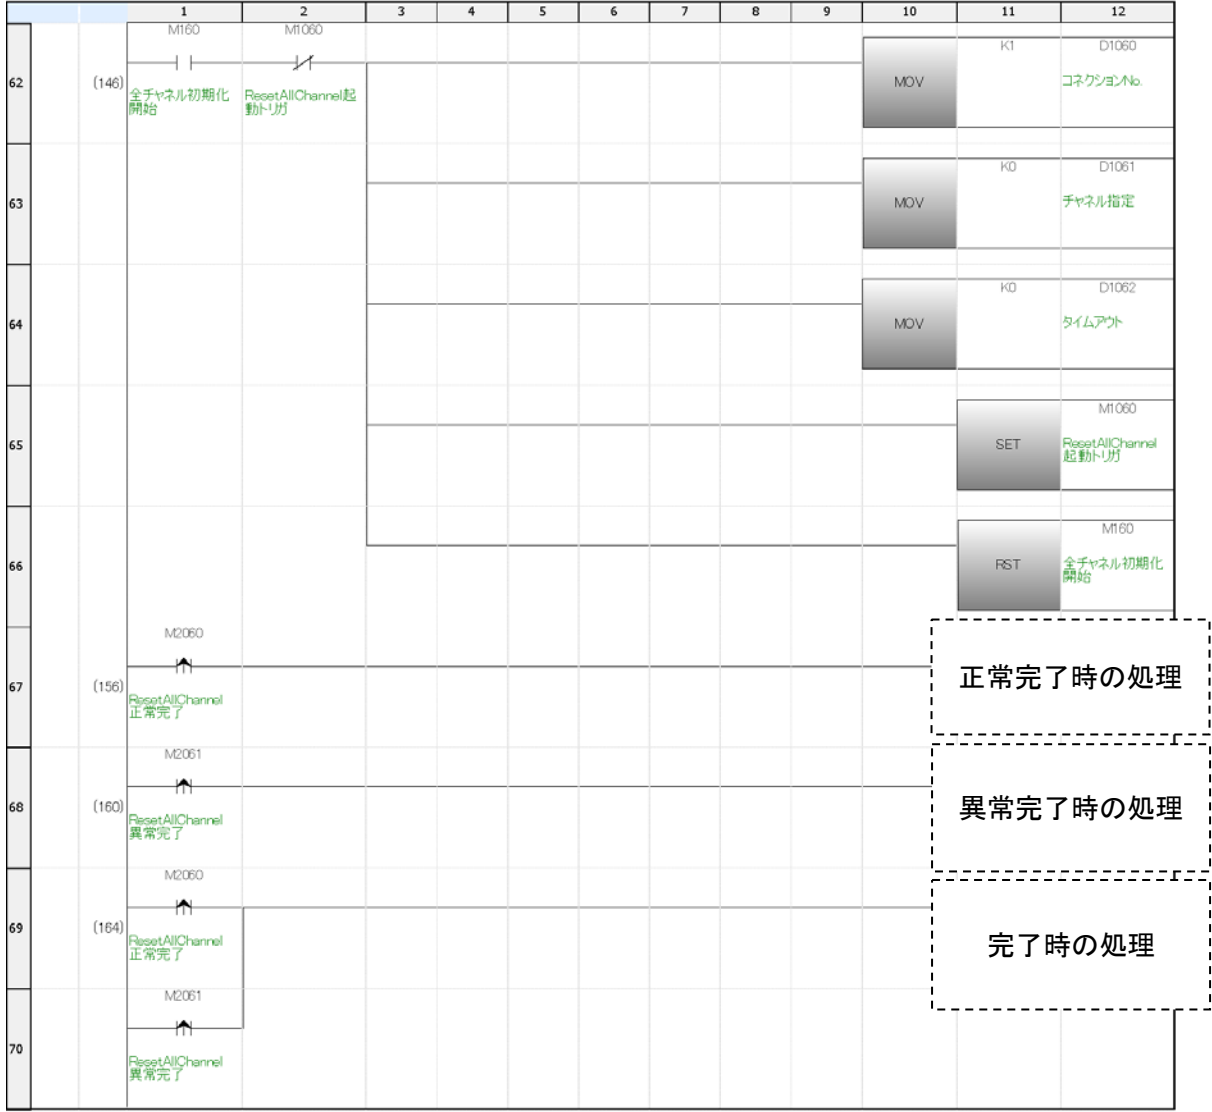 1 2 3 4 5 6 7 8 9 10 11 12
M160 M1060
62 (146) MOV K1 D1060
コネクションNo.
全チャネル初期化
開始
ResetAllChannel起
動トリガ
63 MOV K0 D1061
チャネル指定
64 MOV K0 D1062
タイムアウト
65 SET M1060
ResetAllChannel
起動トリガ
66 RST M160
全チャネル初期化
開始
M2060
67 (156)
ResetAllChannel
正常完了
正常完了時の処理
M2061
68 (160)
ResetAllChannel
異常完了
異常完了時の処理
M2060
69 (164)
ResetAllChannel
正常完了
完了時の処理
M2061
70
ResetAllChannel
異常完了